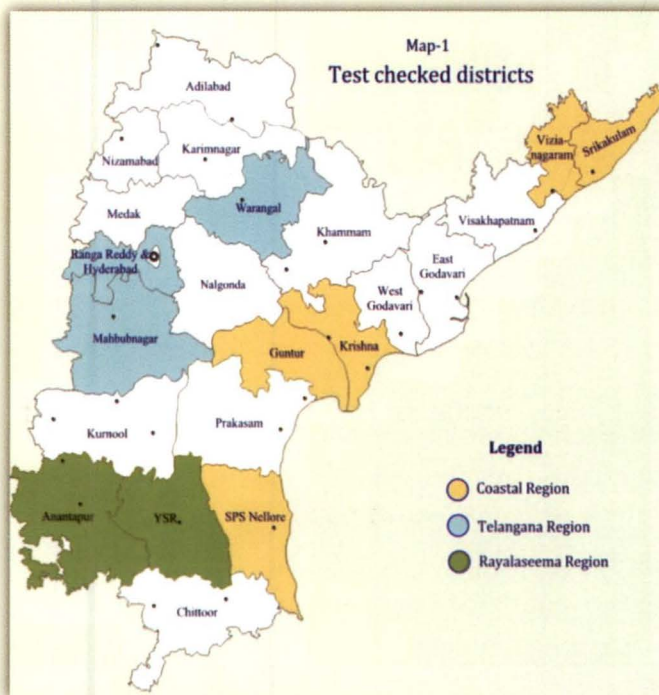 Map-1
Test checked districts
Adilabad
Nizamabad
Karimnagar
Vizia-
nagaram
Srikakulam
Medak
Warangal
Visakhapatnam
Khammam
Ranga Reddy &
Hyderabad
East
Godavari
Nalgonda
West
Godavari
Mahbubnagar
Guntur
Krishna
Kurnool
Prakasam
Legend
Coastal Region
Anantapur
YSR
SPS Nellore
Telangana Region
Rayalaseema Region
Chittoor